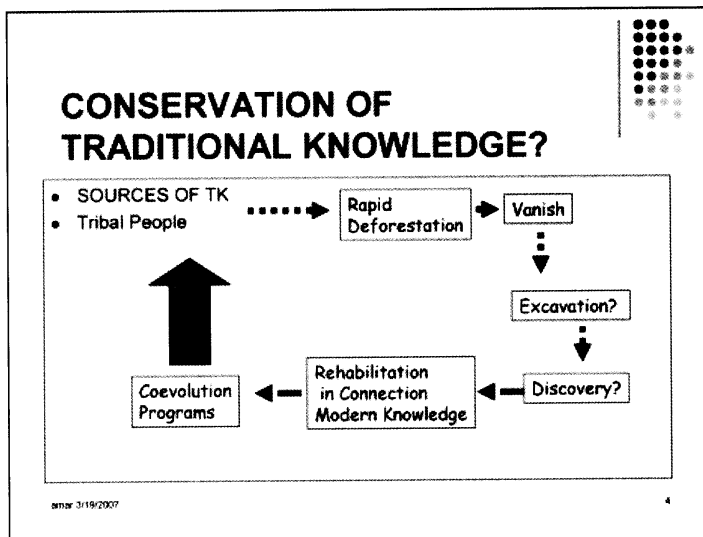 CONSERVATION OF
TRADITIONAL KNOWLEDGE?
• SOURCES OF TK
• Tribal People
Rapid
Deforestation
Vanish
Excavation?
Discovery?
Rehabilitation
in Connection
Modern Knowledge
Coevolution
Programs
amar 3/19/2007
4